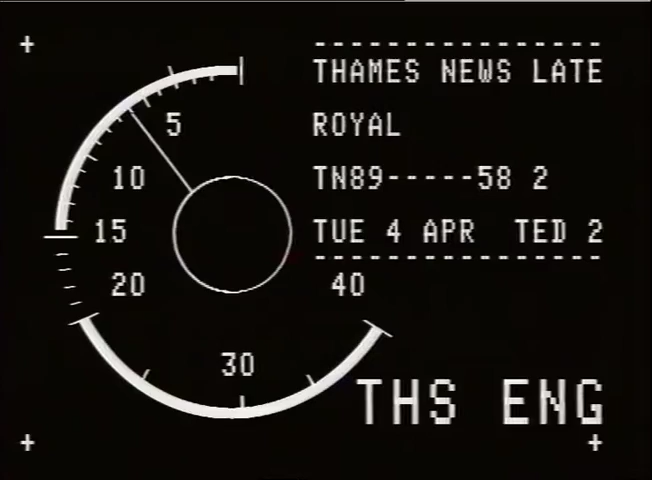 ----------------
THAMES NEWS LATE
ROYAL
TN89-----58 2
TUE 4 APR TED 2
----------------
5
10
15
20
30
40
THS ENG